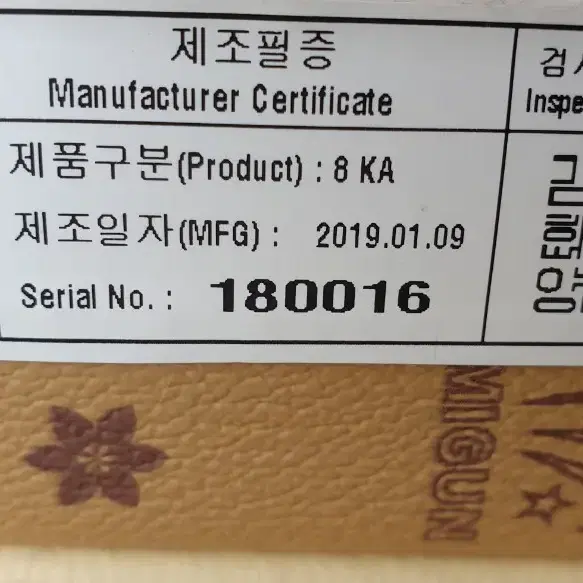 제조필증
Manufacturer Certificate
제품구분(Product) : 8 KA
제조일자(MFG) : 2019.01.09
Serial No. : 180016
MIGUN